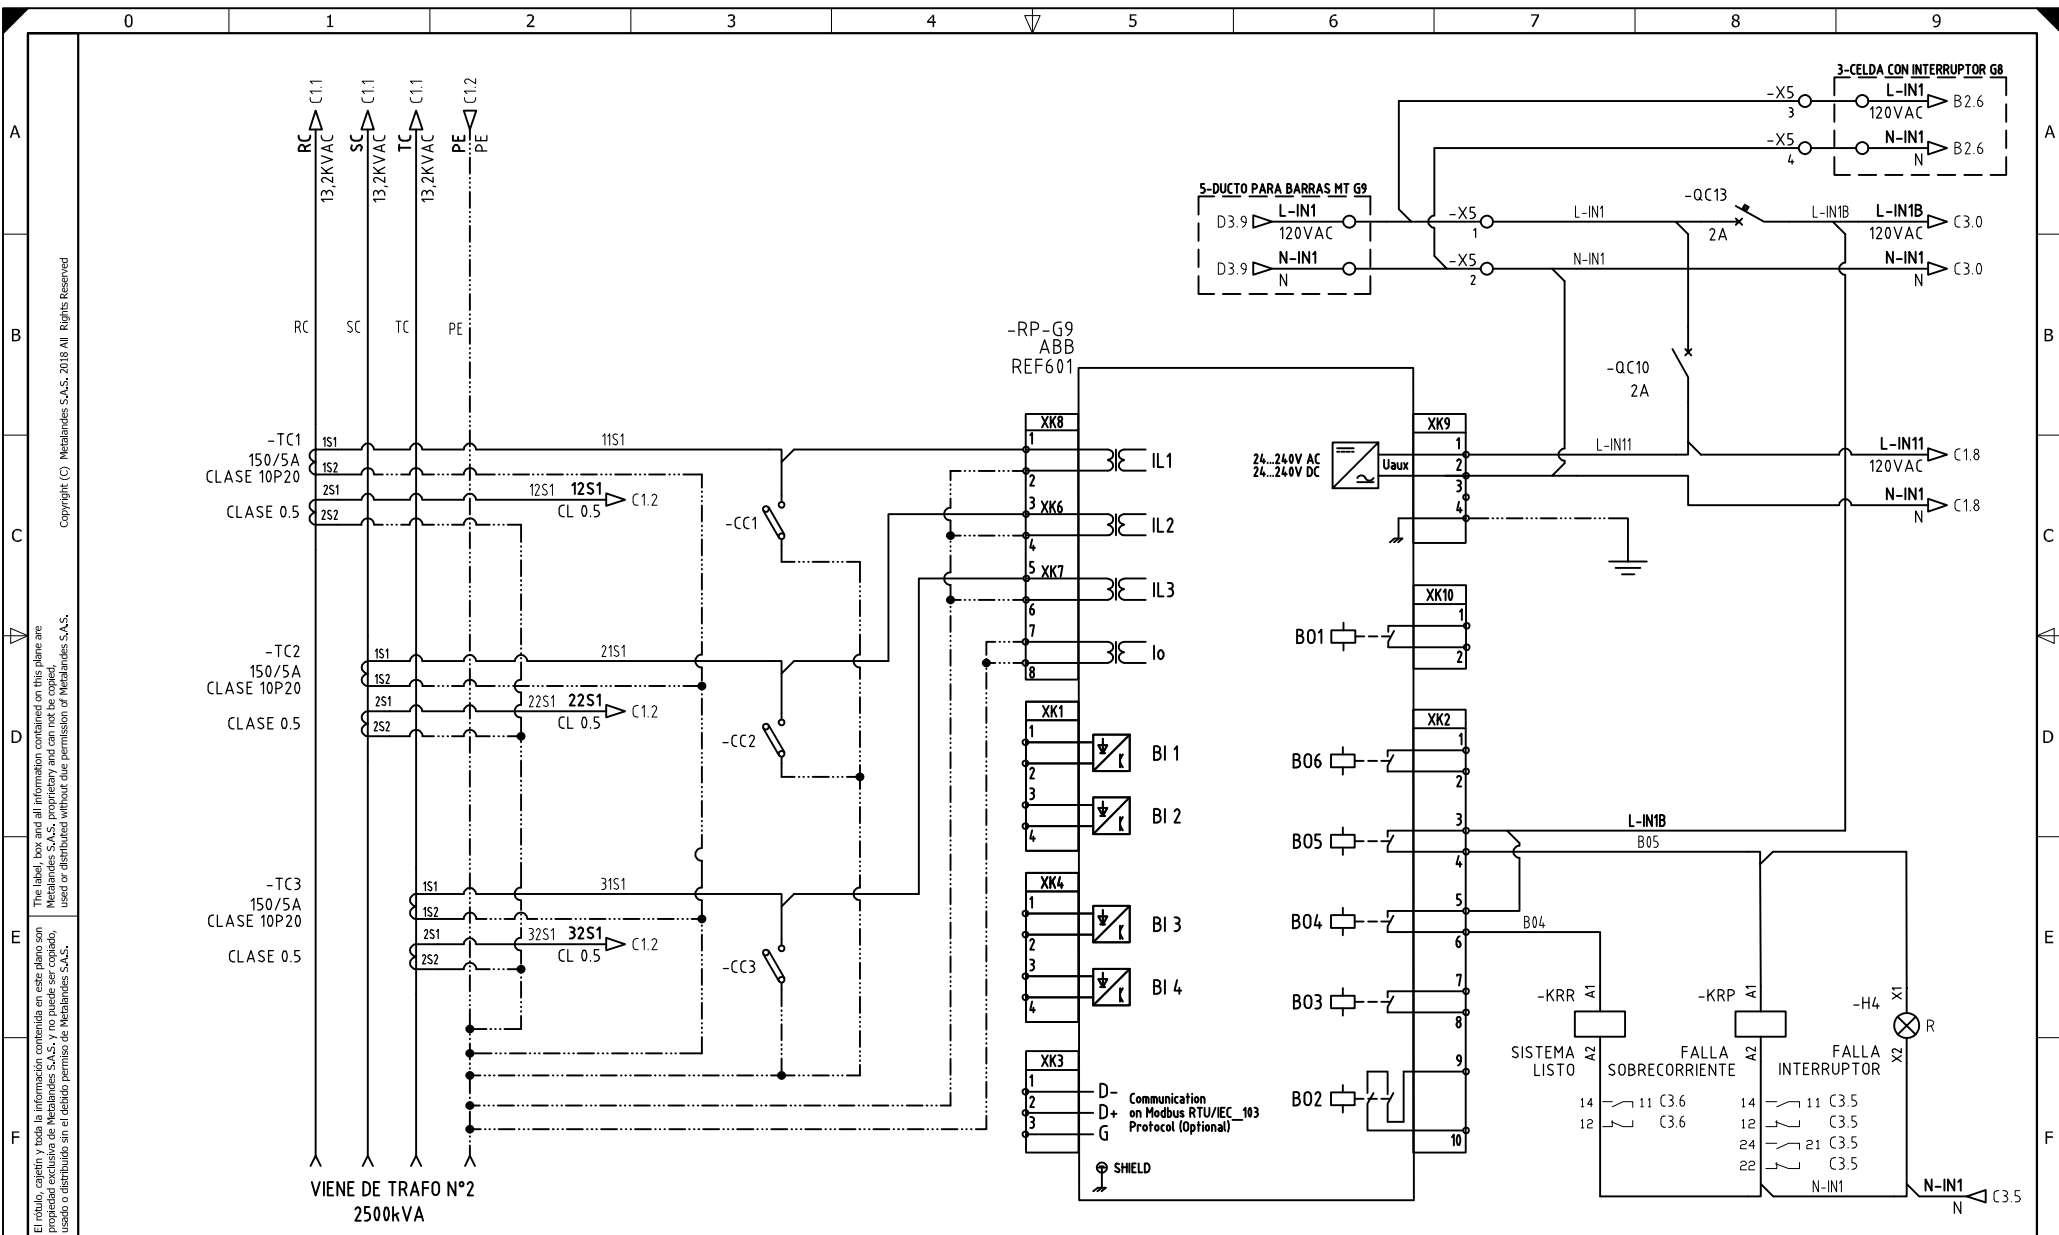 0 1 2 3 4 5 6 7 8 9
A
B
C
D
E
F
A
B
C
D
E
F
Copyright (C) Metalandes S.A.S. 2018 All Rights Reserved
The label, box and all information contained on this plane are
Metalandes S.A.S. proprietary and can not be copied,
used or distributed without due permission of Metalandes S.A.S.
El rótulo, cajetín y toda la información contenida en este plano son
propiedad exclusiva de Metalandes S.A.S. y no puede ser copiado,
usado o distribuido sin el debido permiso de Metalandes S.A.S.
C1.1
C1.1
C1.1
C1.2
RC
13,2KVAC
SC
13,2KVAC
TC
13,2KVAC
PE
PE
RC SC TC PE
3-CELDA CON INTERRUPTOR G8
-X5
3
L-IN1
120VAC
B2.6
-X5
4
N-IN1
N
B2.6
5-DUCTO PARA BARRAS MT G9
D3.9
L-IN1
120VAC
-X5
1
L-IN1
-QC13
2A
L-IN1B
L-IN1B
120VAC
C3.0
D3.9
N-IN1
N
-X5
2
N-IN1
N-IN1
N
C3.0
-RP-G9
ABB
REF601
-QC10
2A
-TC1
150/5A
CLASE 10P20
CLASE 0.5
1S1
1S2
2S1
2S2
11S1
12S1 12S1
CL 0.5
C1.2
-CC1
-TC2
150/5A
CLASE 10P20
CLASE 0.5
1S1
1S2
2S1
2S2
21S1
22S1 22S1
CL 0.5
C1.2
-CC2
-TC3
150/5A
CLASE 10P20
CLASE 0.5
1S1
1S2
2S1
2S2
31S1
32S1 32S1
CL 0.5
C1.2
-CC3
XK8
1
2
IL1
3 XK6
4
IL2
5 XK7
6
IL3
7
8
Io
XK1
1
2
BI 1
3
4
BI 2
XK4
1
2
BI 3
3
4
BI 4
XK3
1
2
3
D-
D+
G
Communication
on Modbus RTU/IEC_103
Protocol (Optional)
SHIELD
24...240V AC
24...240V DC
Uaux
XK9
1
2
3
4
L-IN11
L-IN11
120VAC
C1.8
N-IN1
N
C1.8
XK10
1
2
BO1
XK2
1
2
BO6
3
4
BO5
5
6
BO4
7
8
BO3
9
10
BO2
L-IN1B
B05
B04
-KRR
A1
A2
SISTEMA
LISTO
14 11 C3.6
12 C3.6
-KRP
A1
A2
FALLA
SOBRECORRIENTE
14 11 C3.5
12 C3.5
24 21 C3.5
22 C3.5
-H4
X1
X2
R
FALLA
INTERRUPTOR
N-IN1
N-IN1
N
C3.5
VIENE DE TRAFO N°2
2500kVA